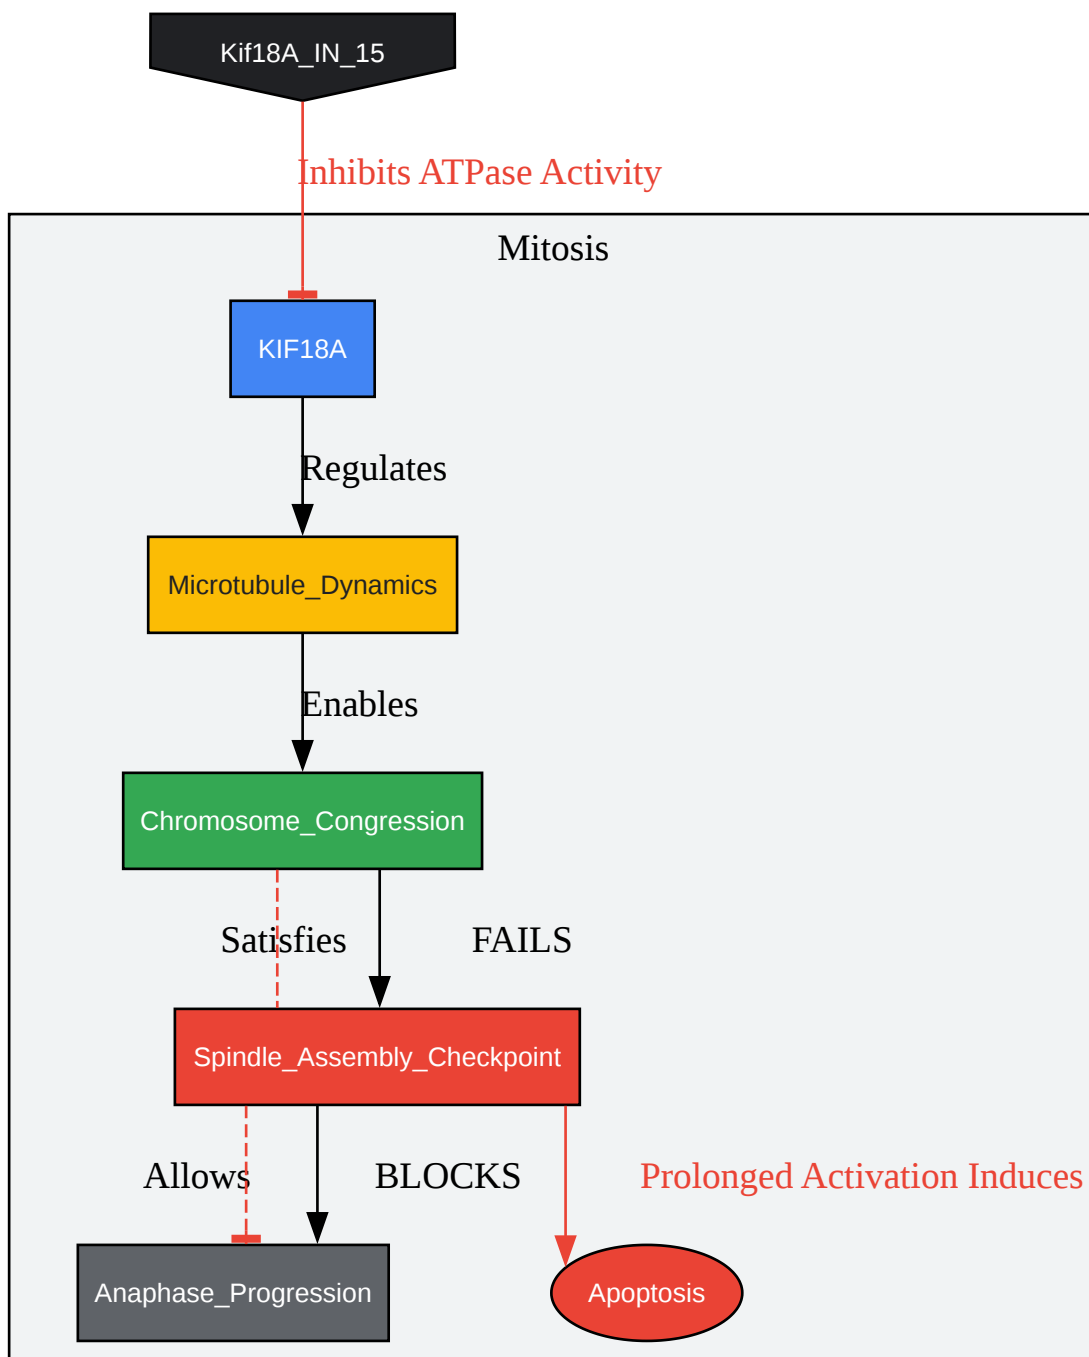 Kif18A_IN_15
Inhibits ATPase Activity
Mitosis
KIF18A
Regulates
Microtubule_Dynamics
Enables
Chromosome_Congression
Satisfies
FAILS
Spindle_Assembly_Checkpoint
Allows
BLOCKS
Prolonged Activation Induces
Anaphase_Progression
Apoptosis